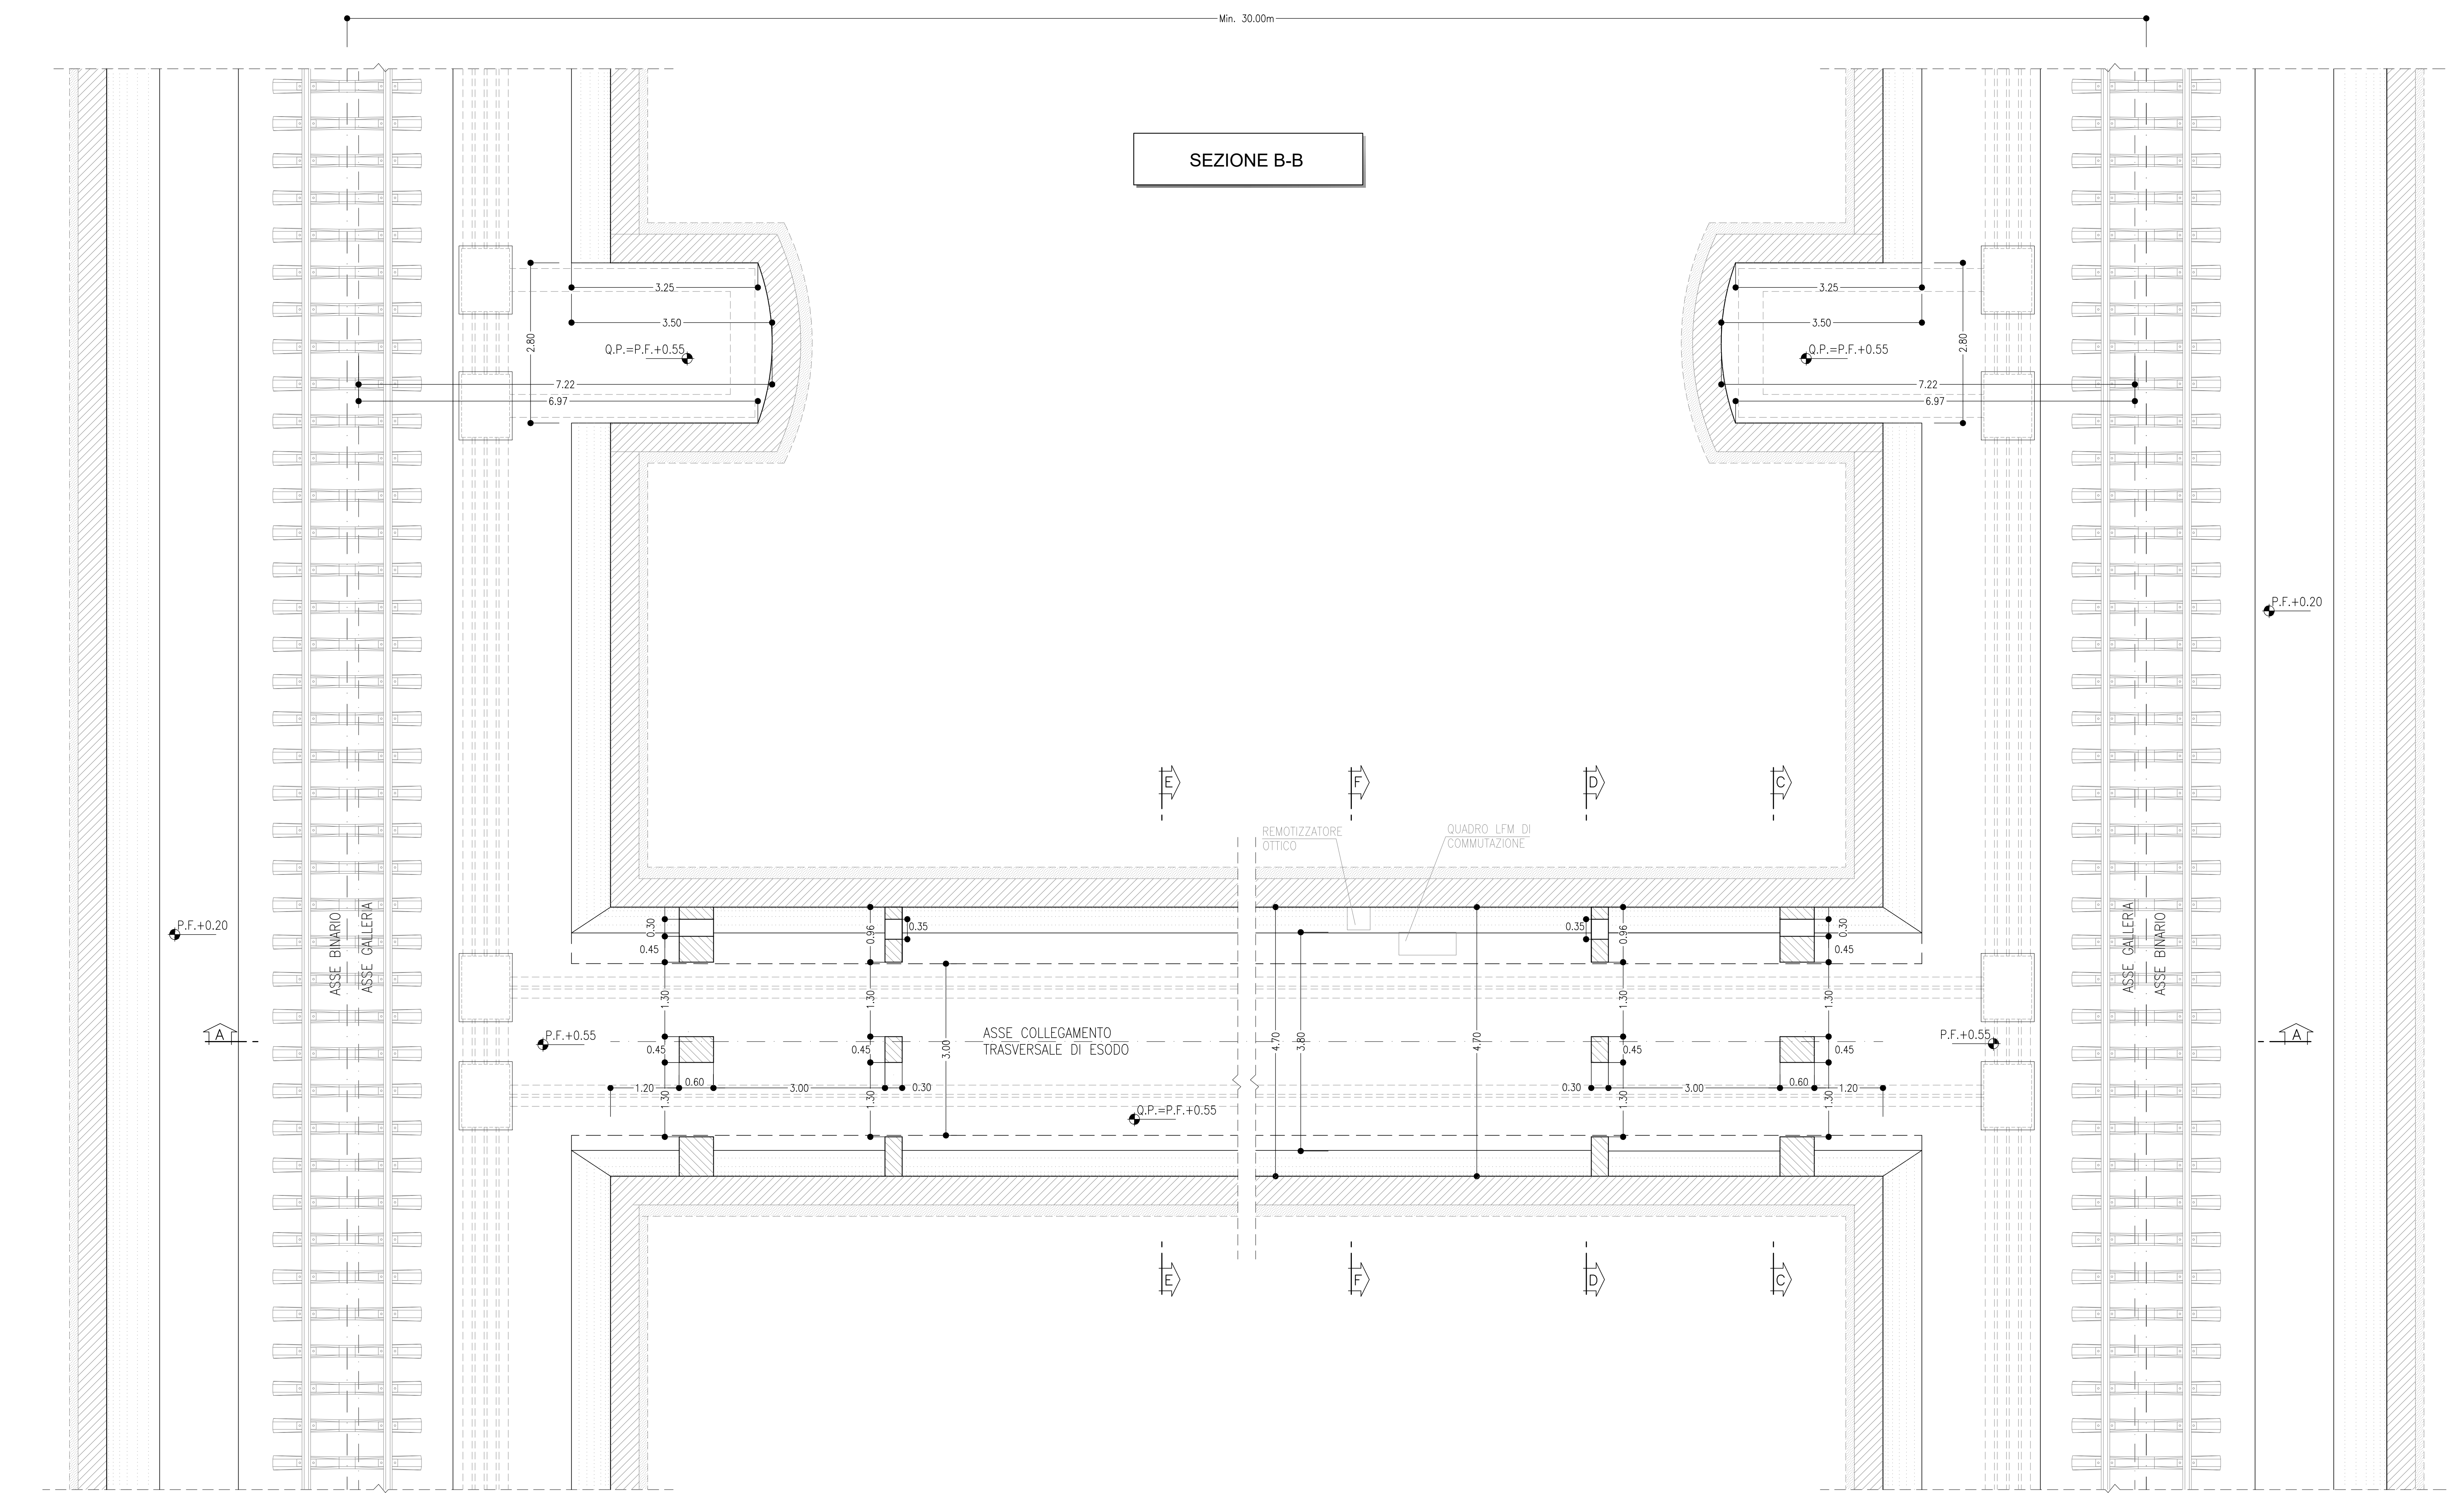 Min. 30.00m
SEZIONE B-B
3.25
3.25
3.50
3.50
2.80
2.80
Q.P.=P.F.+0.55
Q.P.=P.F.+0.55
7.22
7.22
6.97
6.97
P.F.+0.20
E
F
D
C
REMOTIZZATORE
OTTICO
QUADRO LFM DI
COMMUTAZIONE
P.F.+0.20
ASSE BINARIO
ASSE GALLERIA
ASSE GALLERIA
ASSE BINARIO
0.30
0.96
0.35
0.35
0.96
0.30
0.45
0.45
1.30
1.30
1.30
1.30
A
P.F.+0.55
ASSE COLLEGAMENTO
TRASVERSALE DI ESODO
P.F.+0.55
A
0.45
0.45
3.00
4.70
3.80
4.70
0.45
0.45
1.20
0.60
3.00
0.30
0.30
3.00
0.60
1.20
1.30
1.30
Q.P.=P.F.+0.55
1.30
1.30
E
F
D
C